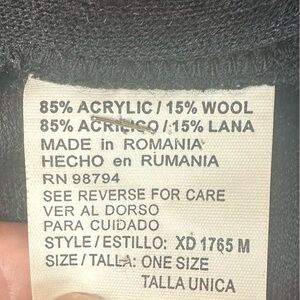 85% ACRYLIC / 15% WOOL
85% ACRILICO / 15% LANA
MADE in ROMANIA
HECHO en RUMANIA
RN 98794
SEE REVERSE FOR CARE
VER AL DORSO
PARA CUIDADO
STYLE / ESTILLO: XD 1765 M
SIZE / TALLA: ONE SIZE
TALLA UNICA